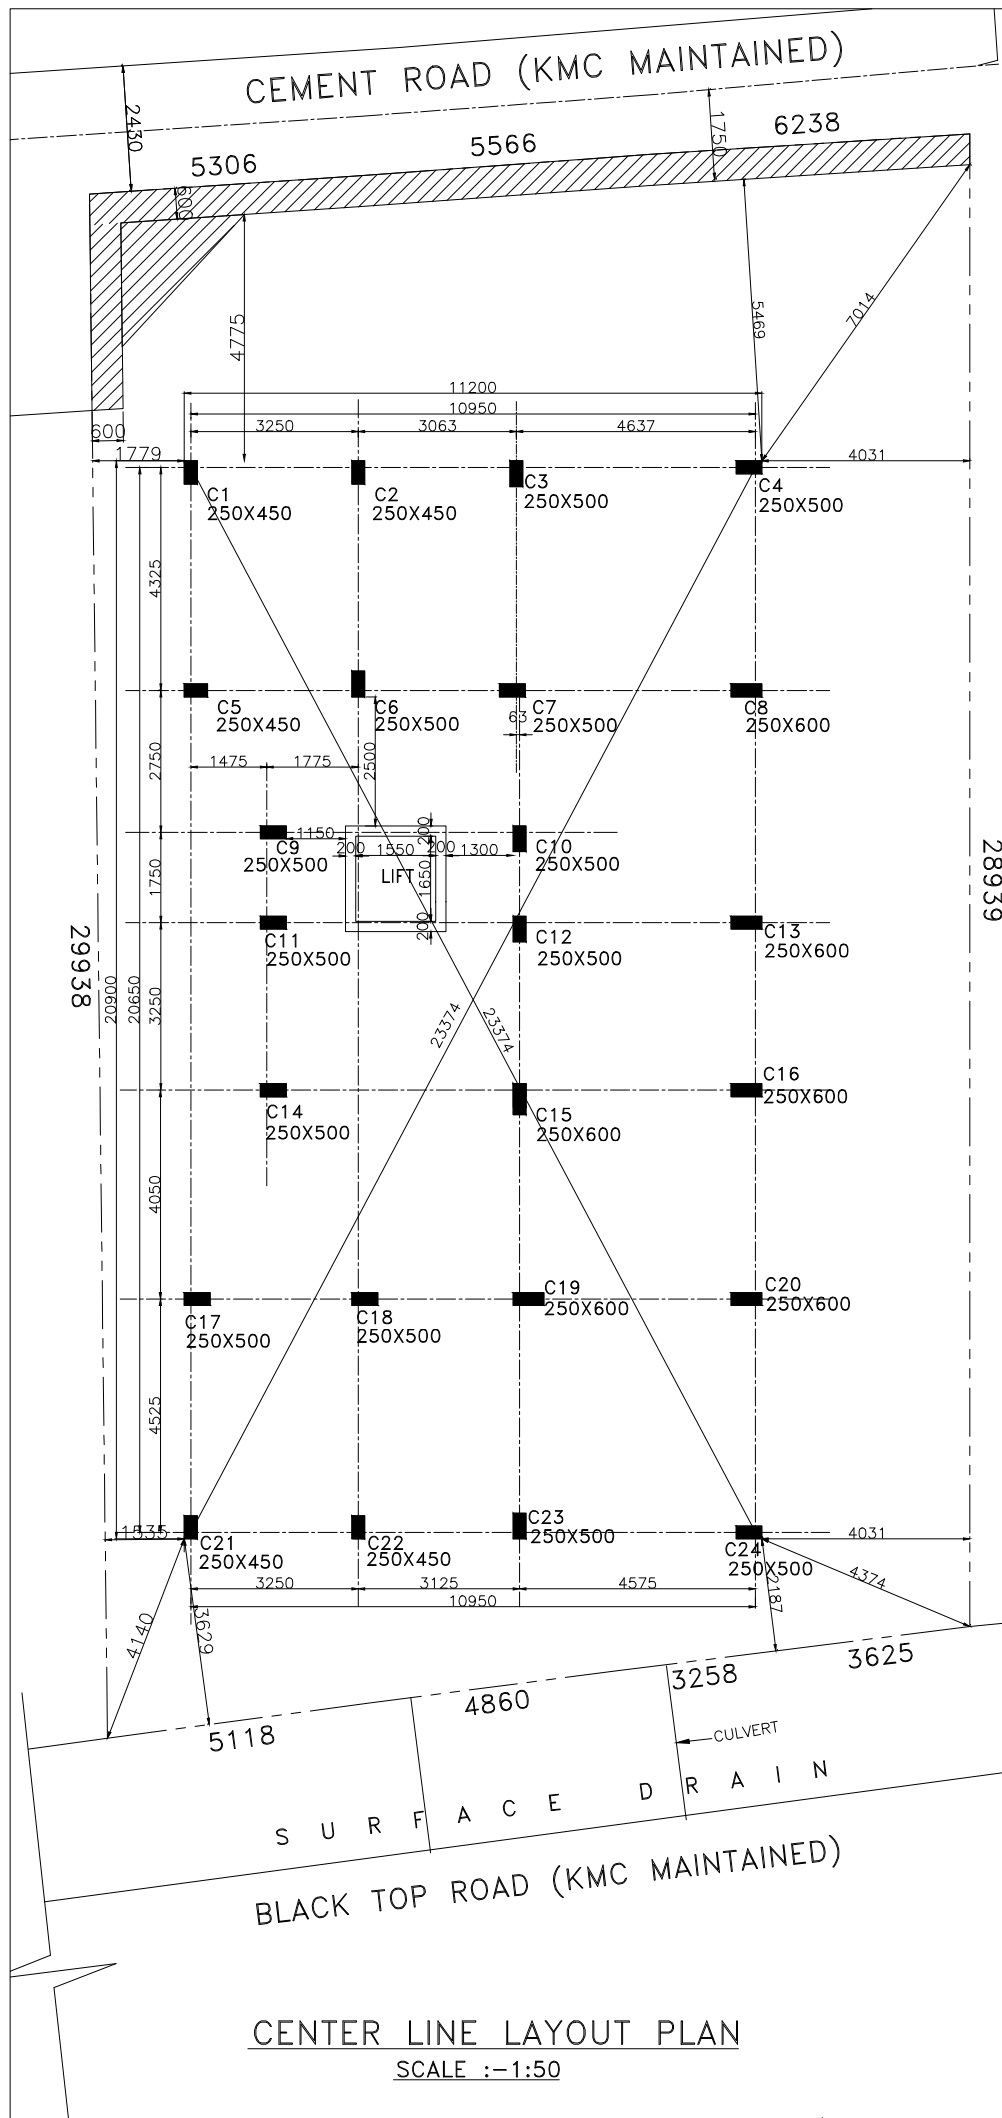 CEMENT ROAD (KMC MAINTAINED)
2430
1750
5306
5566
6238
600
4775
5469
7014
11200
10950
600
3250
3063
4637
1779
4031
C1
250X450
C2
250X450
C3
250X500
C4
250X500
4325
C5
250X450
C6
250X500
C7
250X500
C8
250X600
63
2750
1475
1775
2500
1150
200
C9
250X500
200
1550
200
1300
C10
250X500
LIFT
1650
1750
200
C11
250X500
C12
250X500
C13
250X600
28939
29938
20900
20650
3250
23374
23374
C14
250X500
C15
250X600
C16
250X600
4050
C17
250X500
C18
250X500
C19
250X600
C20
250X600
4525
1535
C21
250X450
C22
250X450
C23
250X500
C24
250X500
4031
3250
3125
4575
10950
4140
3629
2187
4374
5118
4860
3258
3625
CULVERT
SURFACE DRAIN
BLACK TOP ROAD (KMC MAINTAINED)
CENTER LINE LAYOUT PLAN
SCALE :-1:50